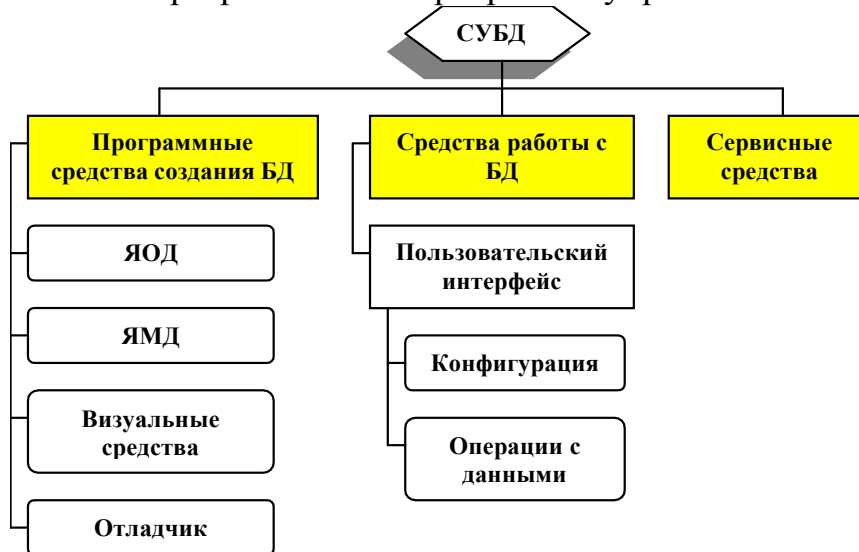 СУБД
Программные
средства создания БД
Средства работы с
БД
Сервисные
средства
ЯОД
ЯМД
Визуальные
средства
Отладчик
Пользовательский
интерфейс
Конфигурация
Операции с
данными